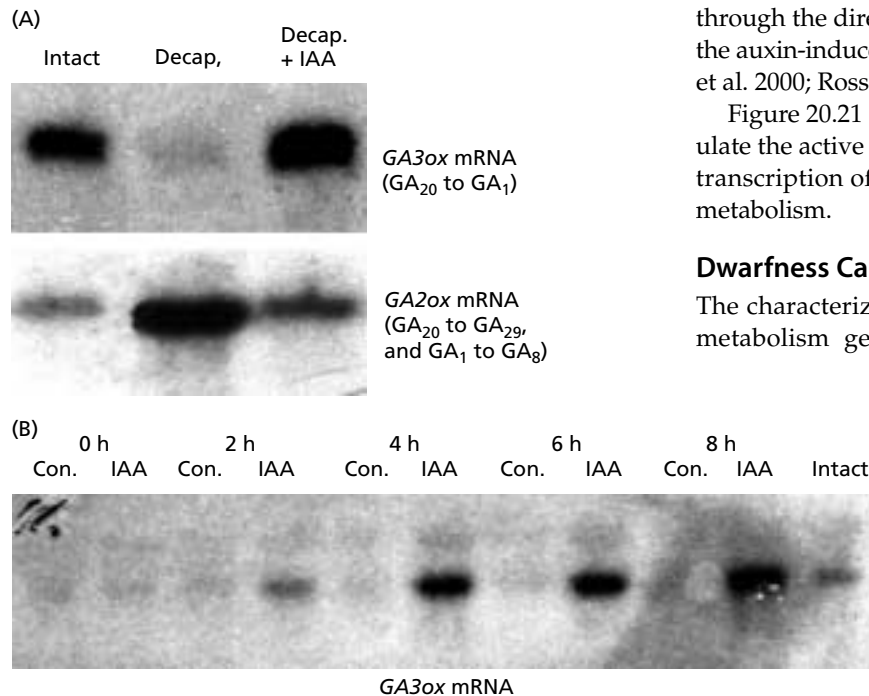 (A)
Intact Decap, Decap. + IAA
GA3ox mRNA
(GA₂₀ to GA₁)
GA2ox mRNA
(GA₂₀ to GA₂₉,
and GA₁ to GA₈)
(B)
0 h 2 h 4 h 6 h 8 h
Con. IAA Con. IAA Con. IAA Con. IAA Con. IAA Intact
GA3ox mRNA
through the dire
the auxin-induce
et al. 2000; Ross
Figure 20.21
ulate the active
transcription of
metabolism.
Dwarfness Ca
The characteriz
metabolism ge